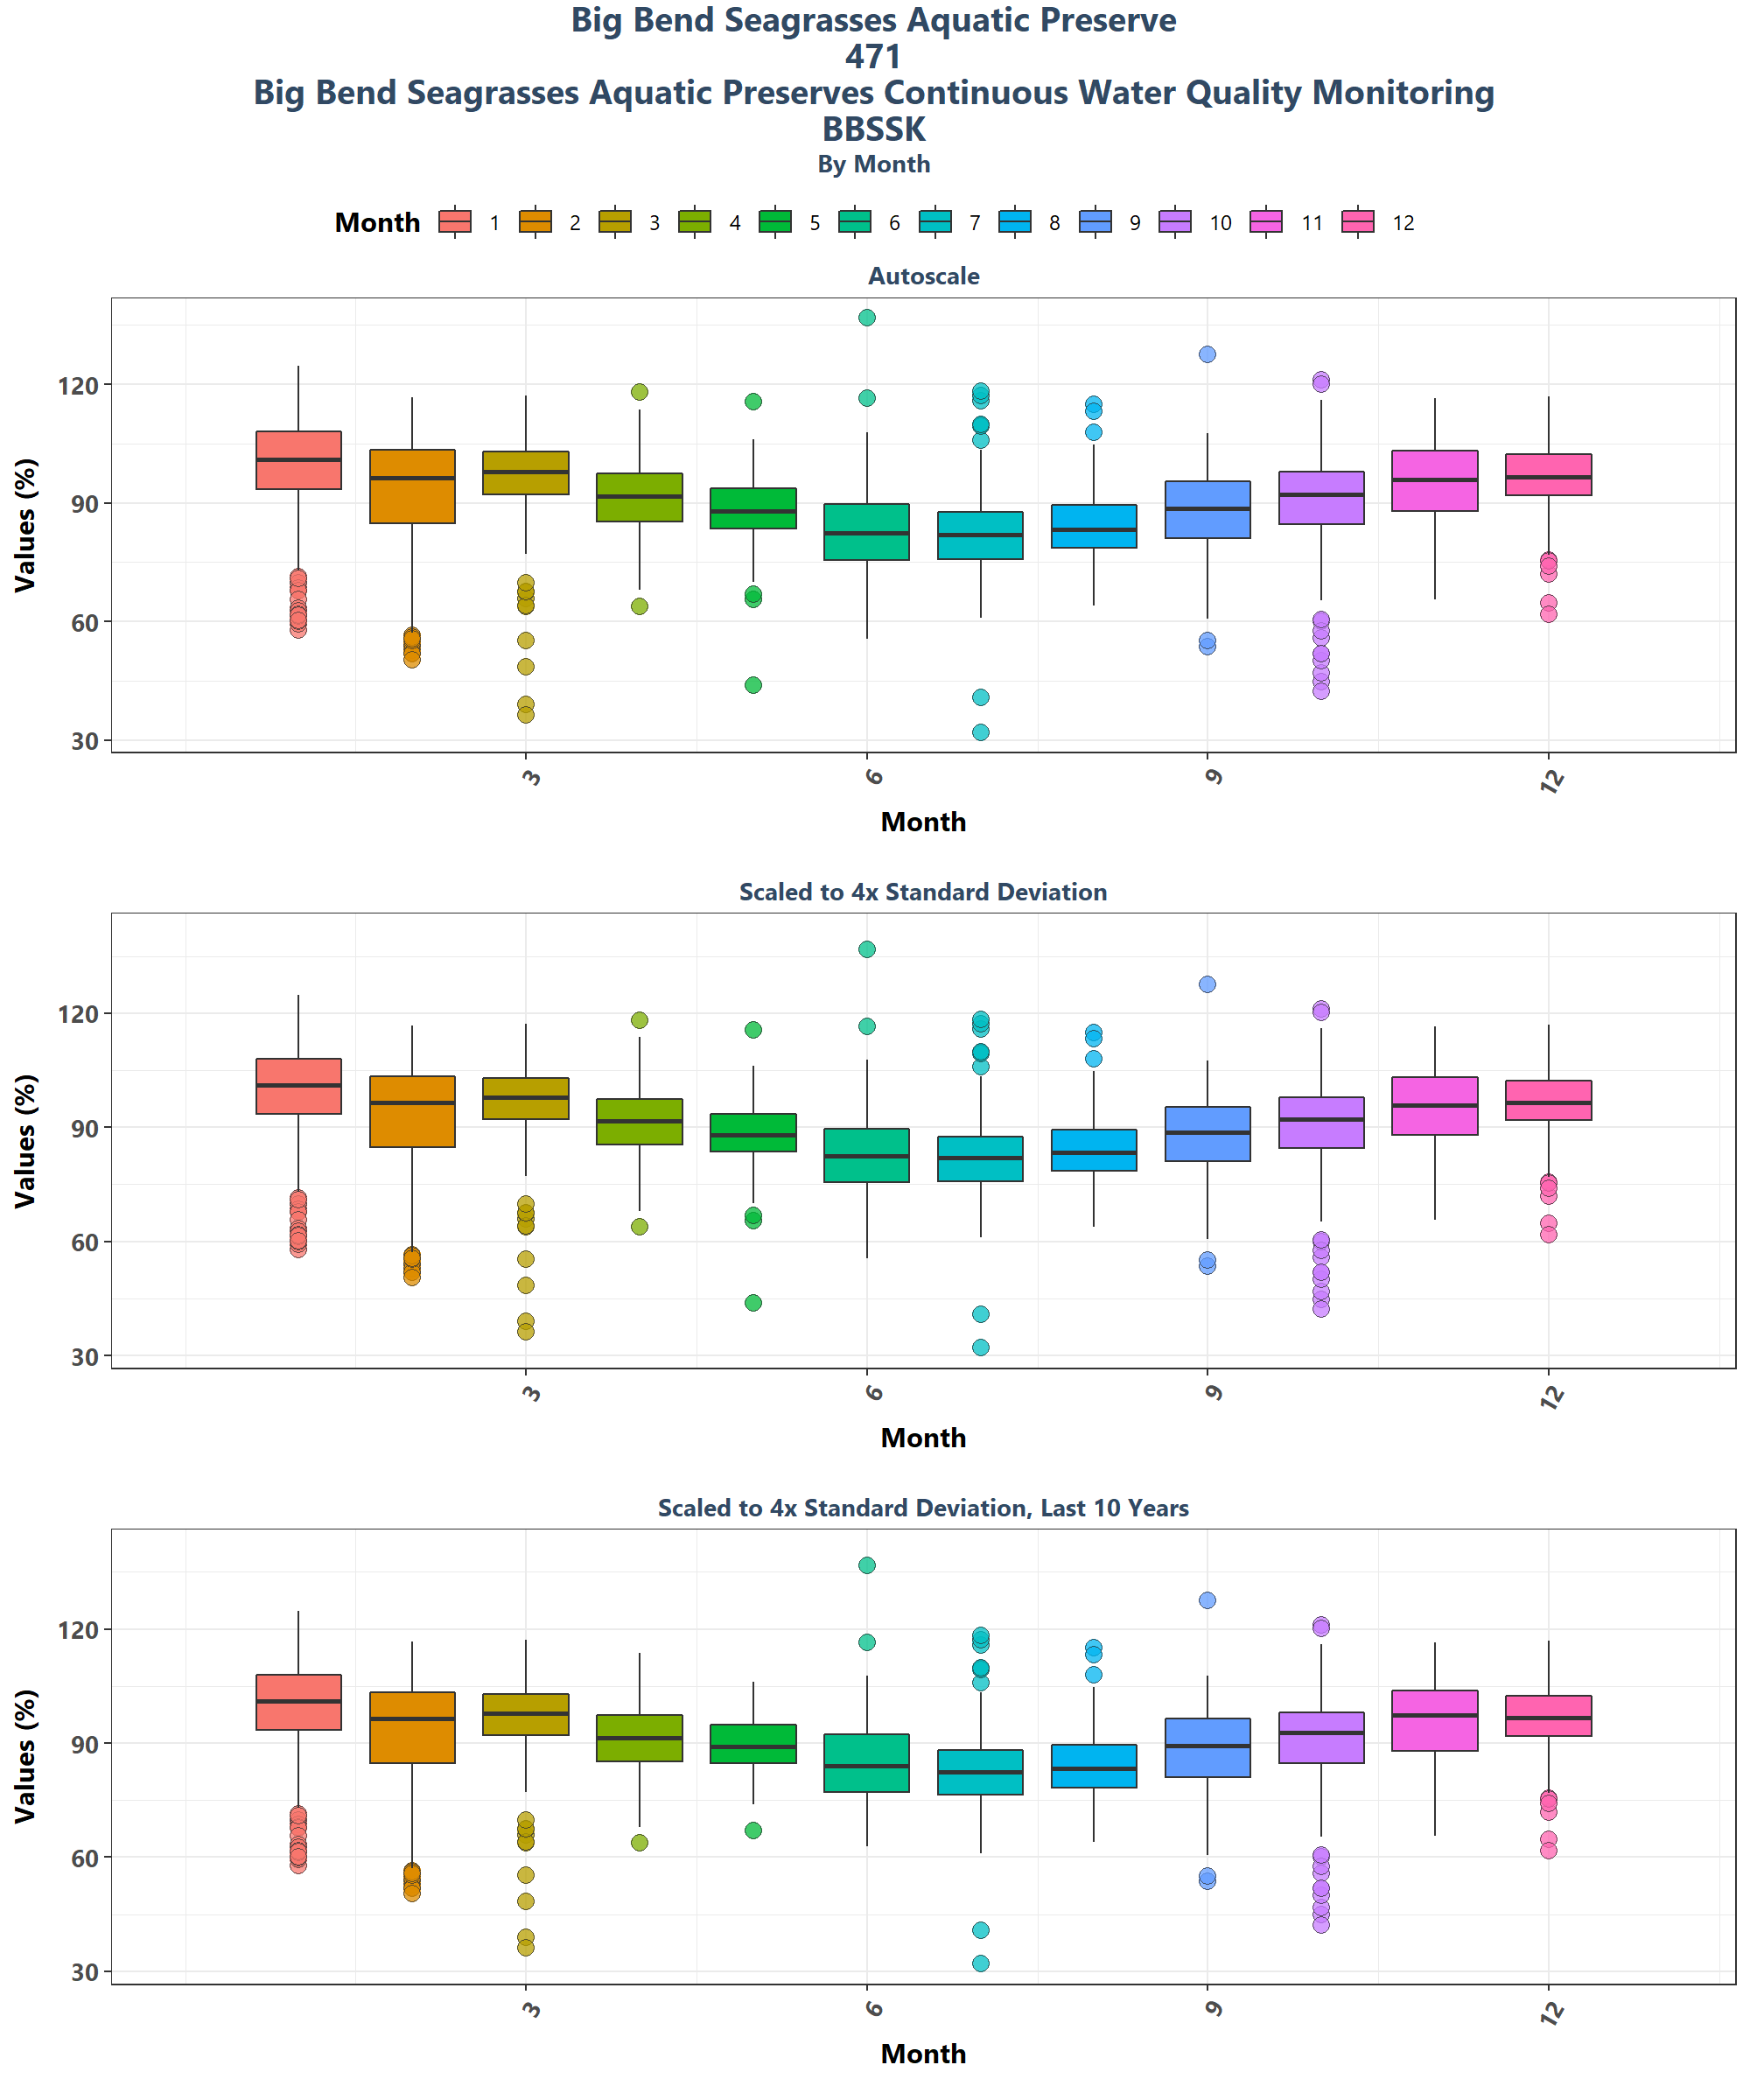 Big Bend Seagrasses Aquatic Preserve
471
Big Bend Seagrasses Aquatic Preserves Continuous Water Quality Monitoring
BBSSK
By Month
Month 1 2 3 4 5 6 7 8 9 10 11 12
Autoscale
Values (%)
120
90
60
30
3 6 9 12
Month
Scaled to 4x Standard Deviation
Values (%)
120
90
60
30
3 6 9 12
Month
Scaled to 4x Standard Deviation, Last 10 Years
Values (%)
120
90
60
30
3 6 9 12
Month